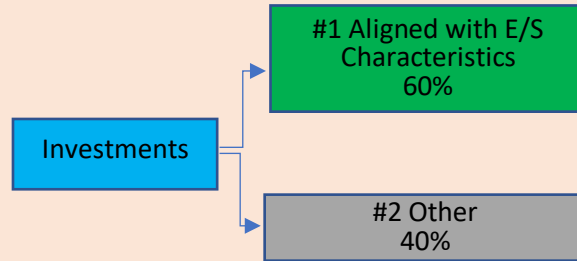 #1 Aligned with E/S
Characteristics
60%
Investments
#2 Other
40%